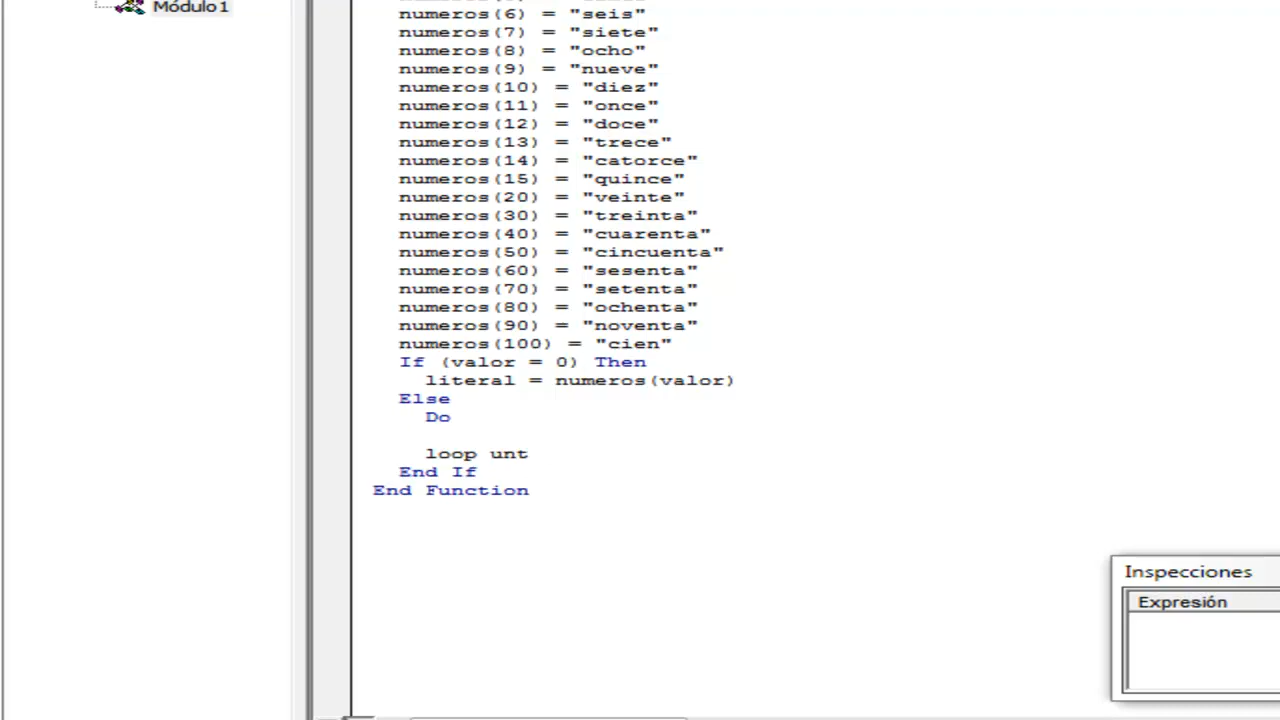 Módulo1
numeros(6) = "seis"
numeros(7) = "siete"
numeros(8) = "ocho"
numeros(9) = "nueve"
numeros(10) = "diez"
numeros(11) = "once"
numeros(12) = "doce"
numeros(13) = "trece"
numeros(14) = "catorce"
numeros(15) = "quince"
numeros(20) = "veinte"
numeros(30) = "treinta"
numeros(40) = "cuarenta"
numeros(50) = "cincuenta"
numeros(60) = "sesenta"
numeros(70) = "setenta"
numeros(80) = "ochenta"
numeros(90) = "noventa"
numeros(100) = "cien"
If (valor = 0) Then
literal = numeros(valor)
Else
Do
loop unt
End If
End Function
Inspecciones
Expresión